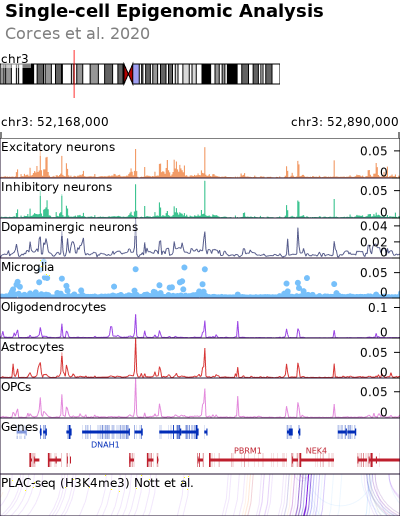 Single-cell Epigenomic Analysis
Corces et al. 2020
chr3
chr3: 52,168,000 chr3: 52,890,000
Excitatory neurons 0.05
0
Inhibitory neurons 0.05
0
Dopaminergic neurons 0.04
0.02
0
Microglia 0.05
0
Oligodendrocytes 0.1
0
Astrocytes 0.05
0
OPCs 0.05
0
Genes
DNAH1
PBRM1 NEK4
PLAC-seq (H3K4me3) Nott et al.